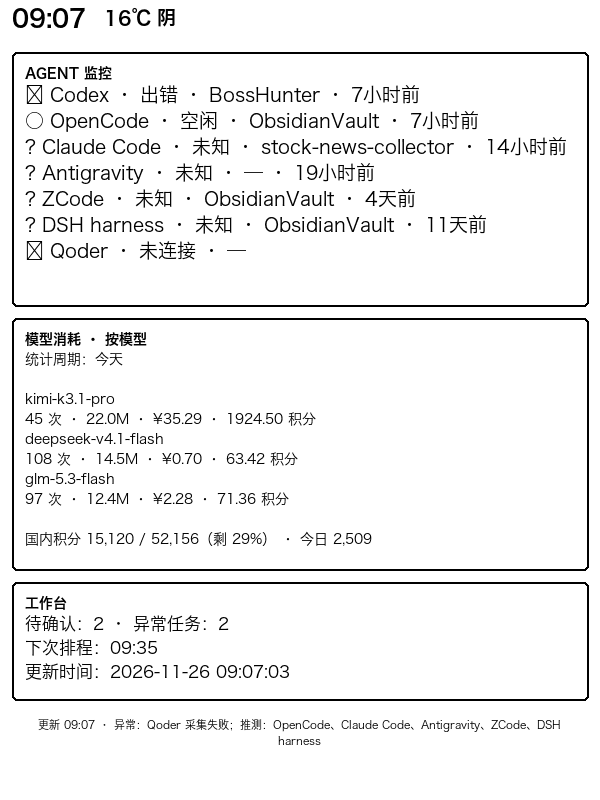 09:07 16℃ 阴
AGENT 监控
☒ Codex · 出错 · BossHunter · 7小时前
○ OpenCode · 空闲 · ObsidianVault · 7小时前
? Claude Code · 未知 · stock-news-collector · 14小时前
? Antigravity · 未知 · — · 19小时前
? ZCode · 未知 · ObsidianVault · 4天前
? DSH harness · 未知 · ObsidianVault · 11天前
☒ Qoder · 未连接 · —
模型消耗 · 按模型
统计周期：今天
kimi-k3.1-pro
45 次 · 22.0M · ¥35.29 · 1924.50 积分
deepseek-v4.1-flash
108 次 · 14.5M · ¥0.70 · 63.42 积分
glm-5.3-flash
97 次 · 12.4M · ¥2.28 · 71.36 积分
国内积分 15,120 / 52,156（剩 29%） · 今日 2,509
工作台
待确认：2 · 异常任务：2
下次排程：09:35
更新时间：2026-11-26 09:07:03
更新 09:07 · 异常：Qoder 采集失败；推测：OpenCode、Claude Code、Antigravity、ZCode、DSH
harness